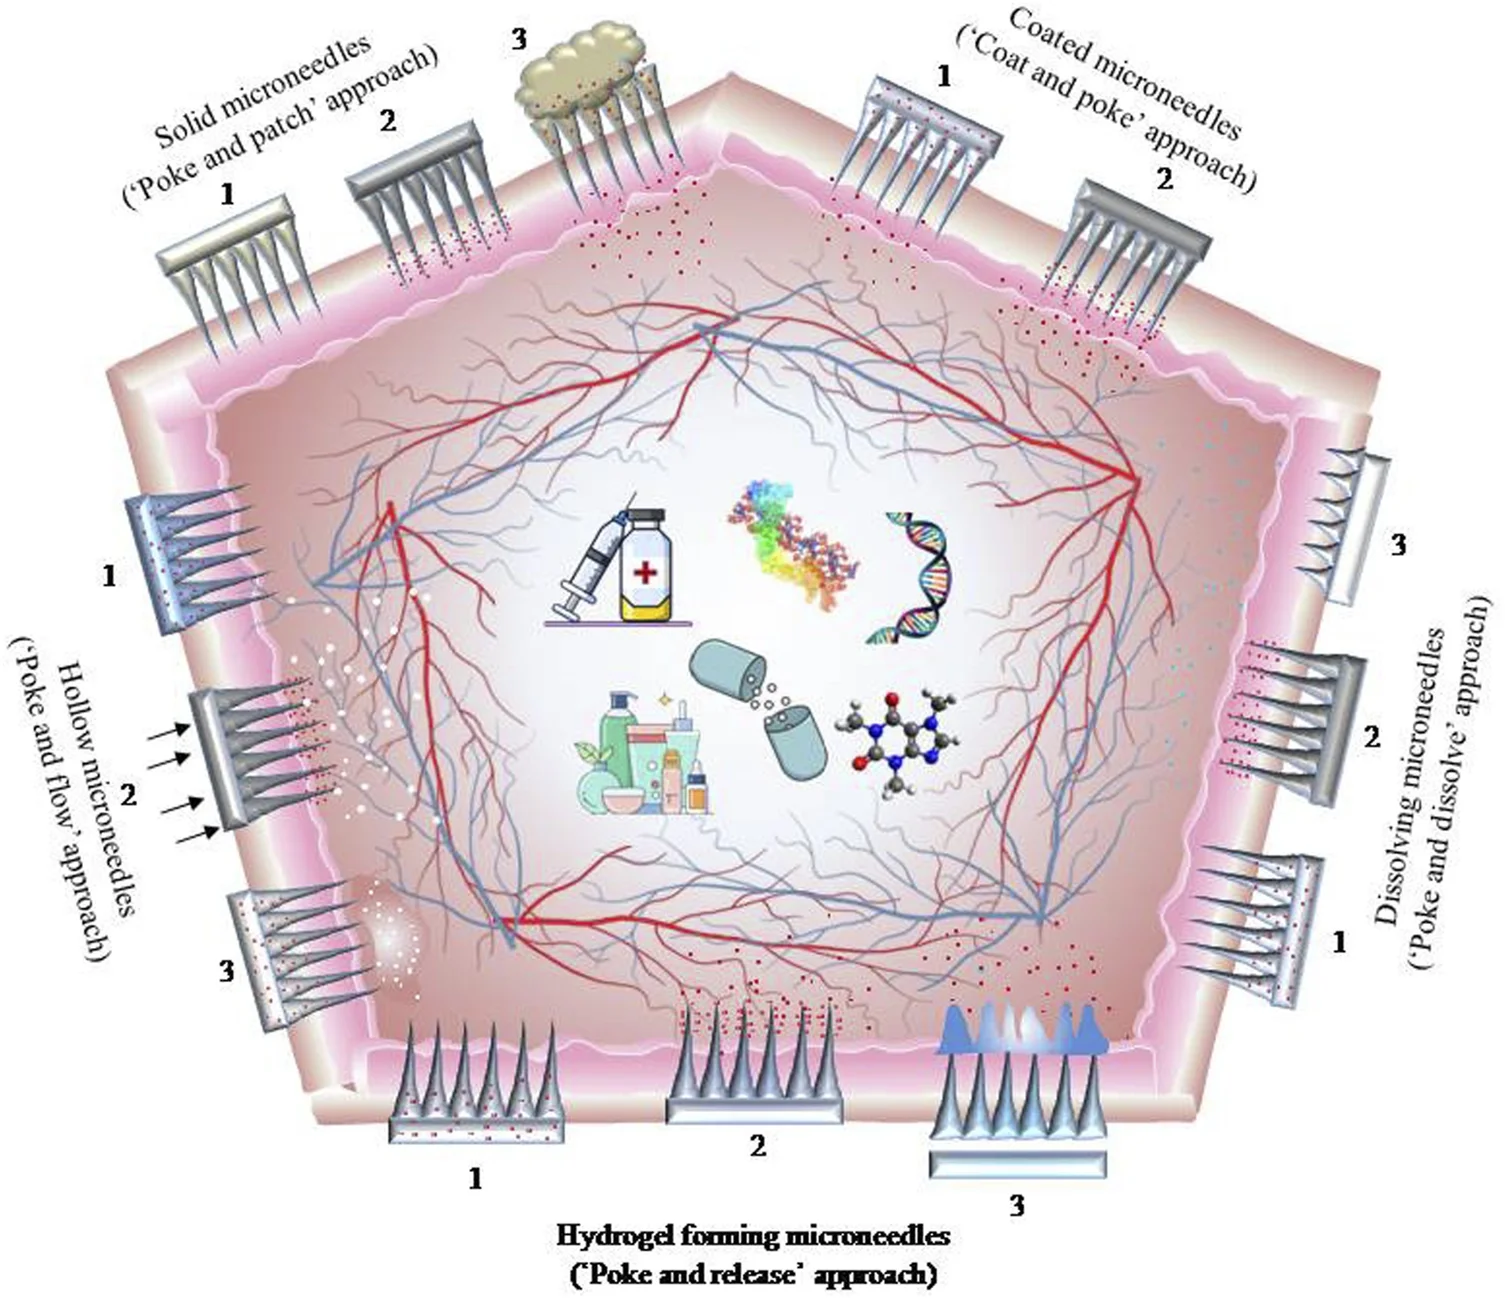 Solid microneedles
(‘Poke and patch’ approach)
1
2
3
Coated microneedles
(‘Coat and poke’ approach)
1
2
3
2
1
Dissolving microneedles
(‘Poke and dissolve’ approach)
1
2
3
Hollow microneedles
(‘Poke and flow’ approach)
1
2
3
Hydrogel forming microneedles
(‘Poke and release’ approach)